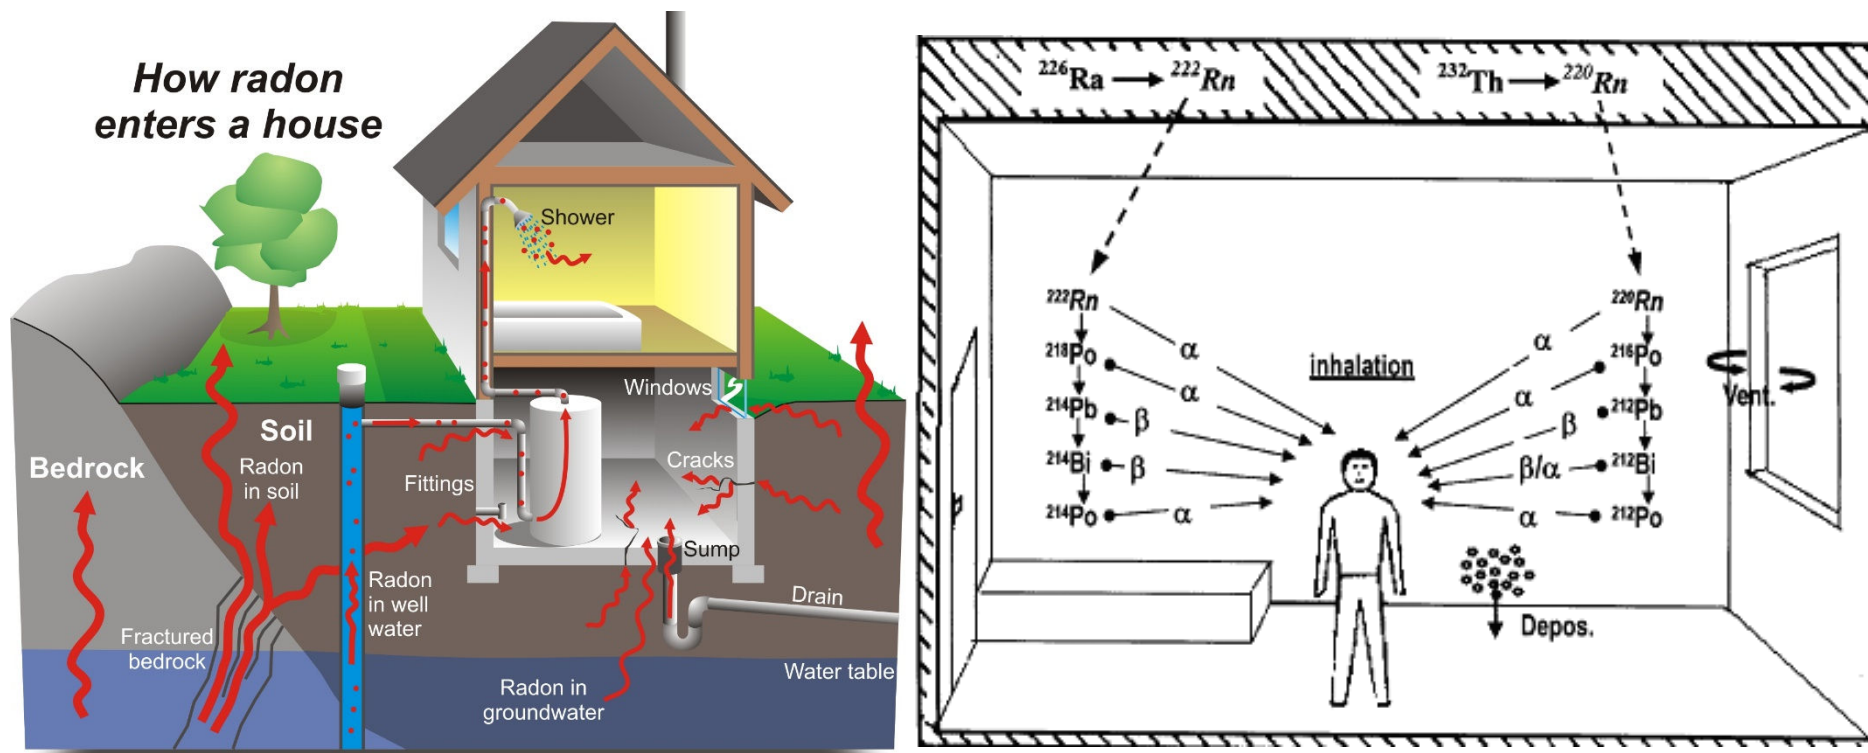 How radon
enters a house
Shower
Windows
Soil
Bedrock
Radon
in soil
Fittings
Cracks
Sump
Radon
in well
water
Drain
Fractured
bedrock
Water table
Radon in
groundwater
²²⁶Ra → ²²²Rn
²³²Th → ²²⁰Rn
²²²Rn
α
²¹⁸Po
α
²¹⁴Pb
β
²¹⁴Bi
β
²¹⁴Po
α
inhalation
²²⁰Rn
α
²¹⁶Po
α
²¹²Pb
β
²¹²Bi
β/α
²¹²Po
α
Vent.
Depos.